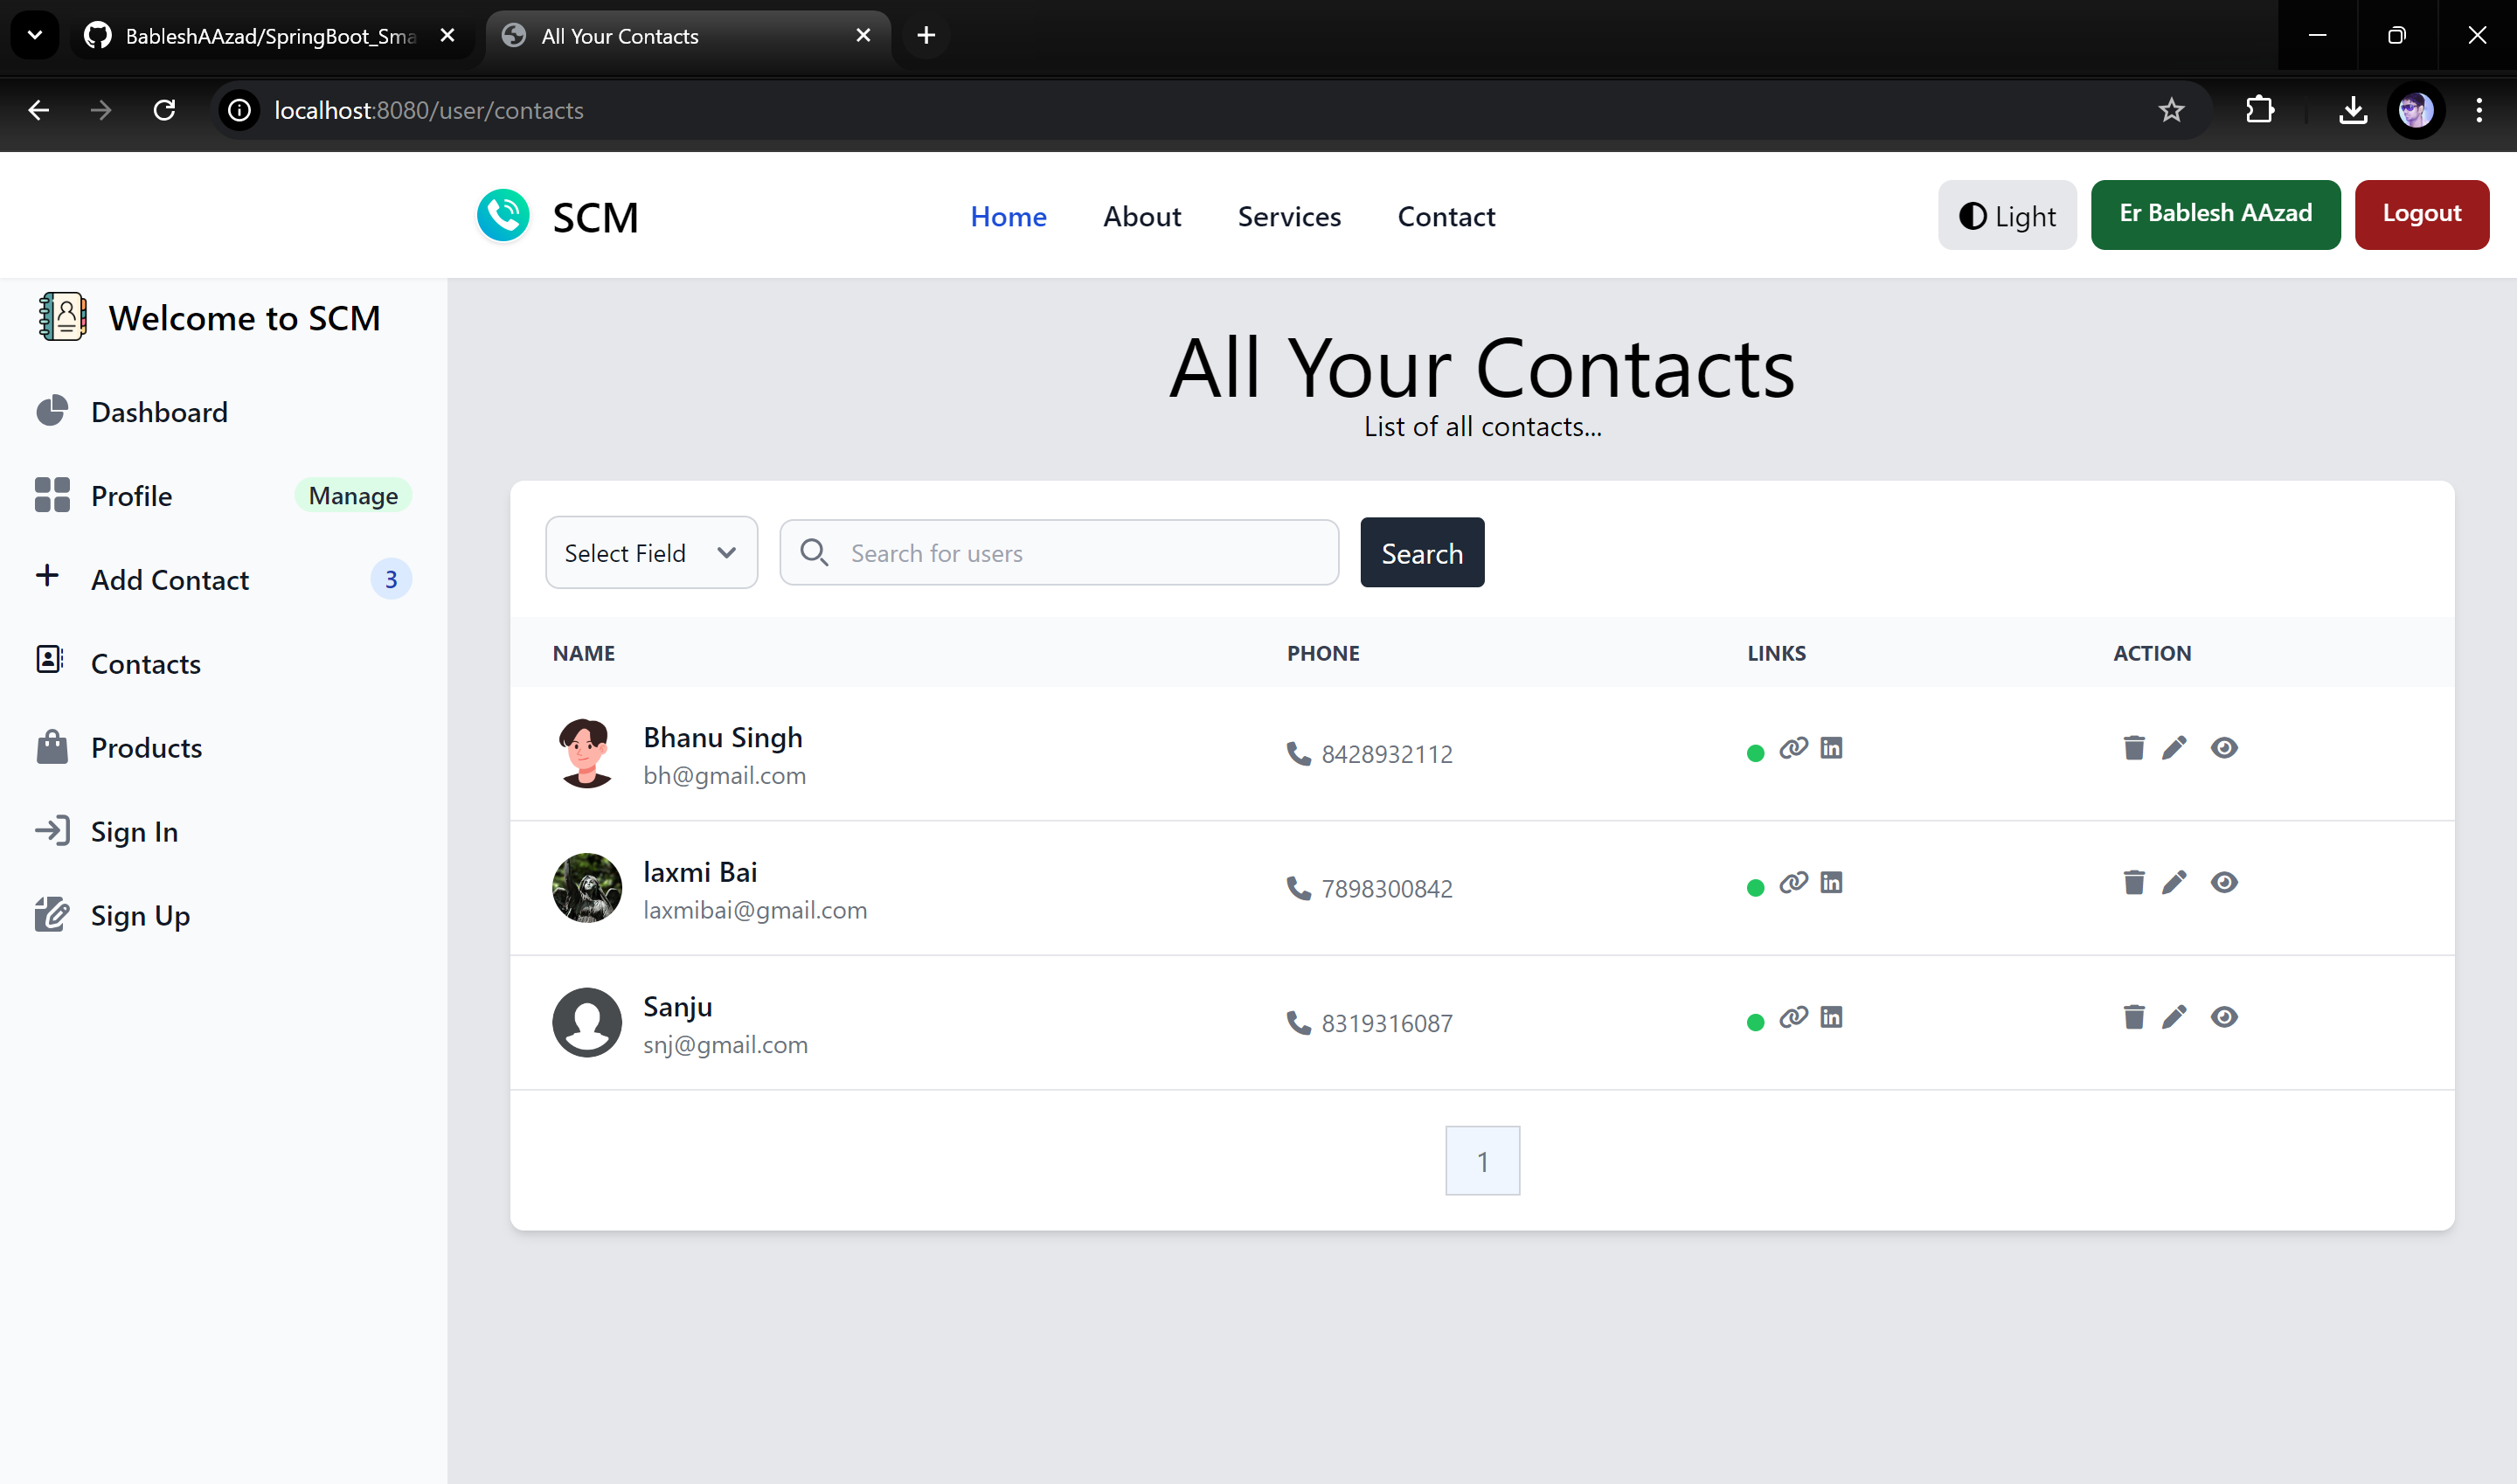 BableshAAzad/SpringBoot_Sma
All Your Contacts
localhost:8080/user/contacts
SCM
Home
About
Services
Contact
Light
Er Bablesh AAzad
Logout
Welcome to SCM
Dashboard
Profile
Manage
Add Contact
3
Contacts
Products
Sign In
Sign Up
All Your Contacts
List of all contacts...
Select Field
Search for users
Search
NAME PHONE LINKS ACTION
Bhanu Singh
bh@gmail.com
8428932112
in
laxmi Bai
laxmibai@gmail.com
7898300842
in
Sanju
snj@gmail.com
8319316087
in
1